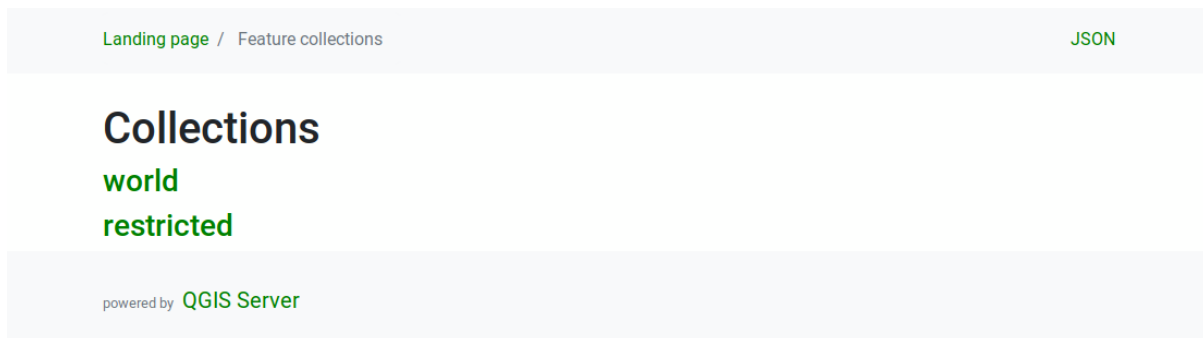 Landing page / Feature collections JSON
Collections
world
restricted
powered by QGIS Server